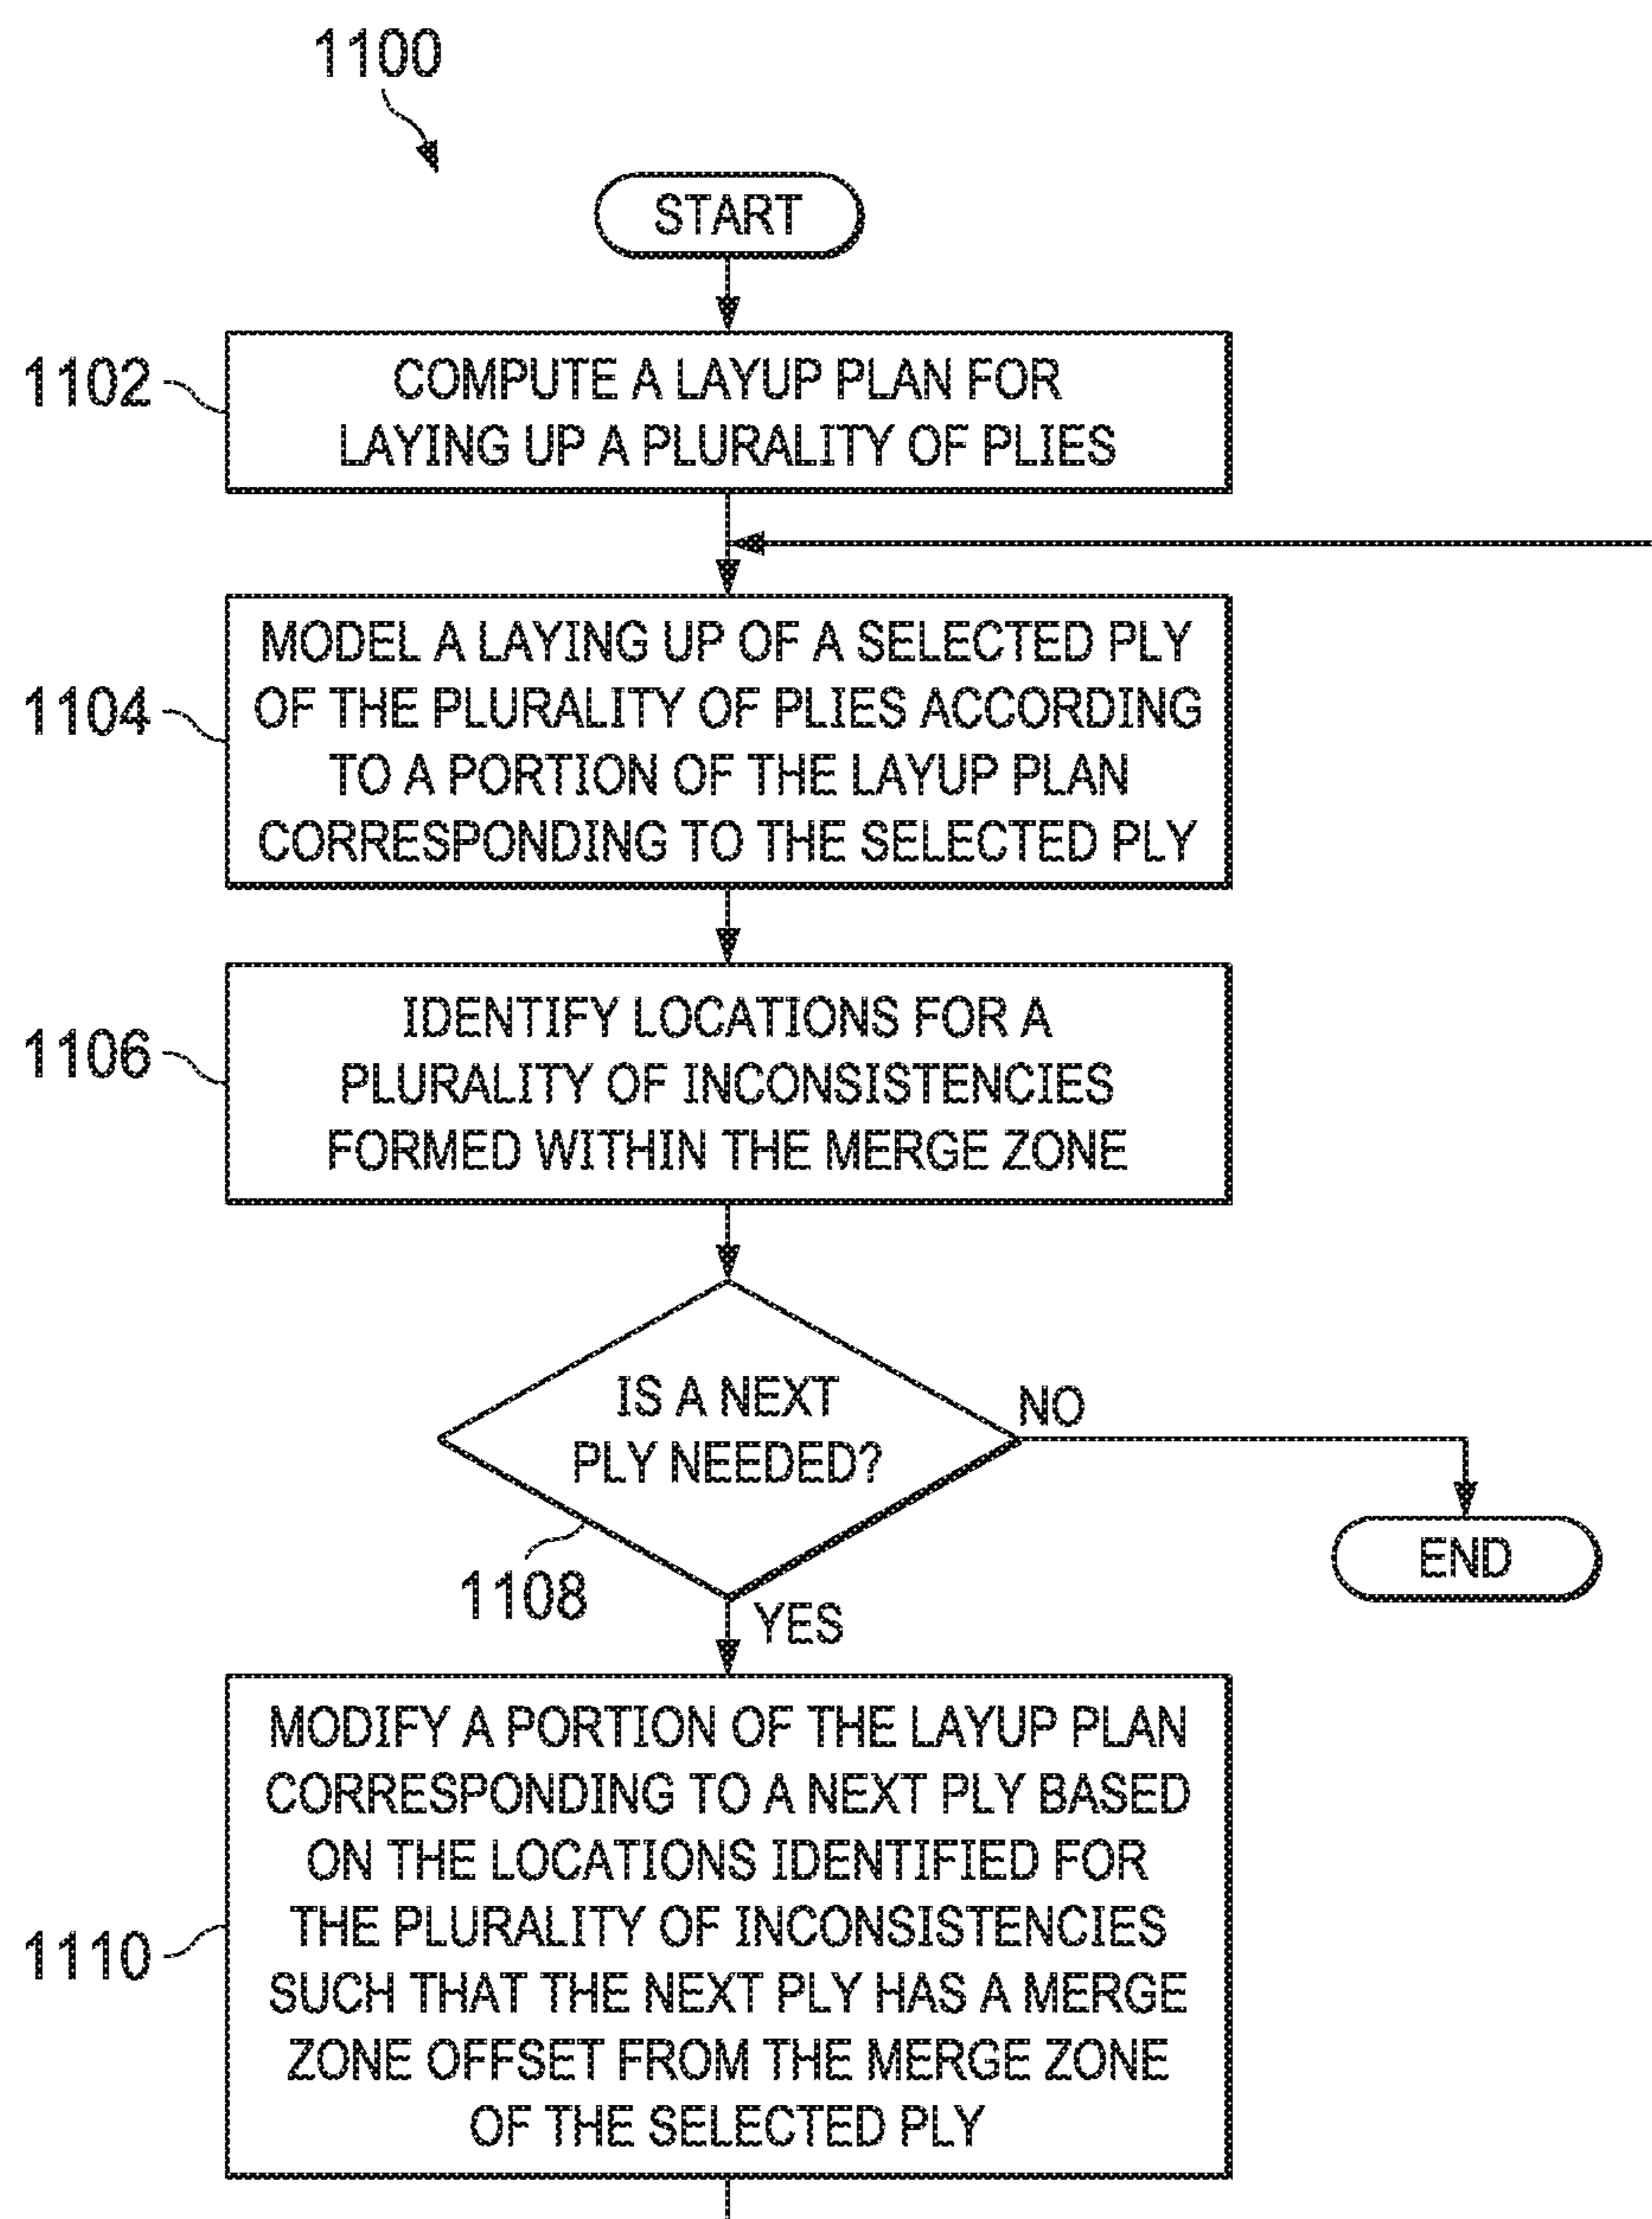 1100
START
1102
COMPUTE A LAYUP PLAN FOR
LAYING UP A PLURALITY OF PLIES
1104
MODEL A LAYING UP OF A SELECTED PLY
OF THE PLURALITY OF PLIES ACCORDING
TO A PORTION OF THE LAYUP PLAN
CORRESPONDING TO THE SELECTED PLY
1106
IDENTIFY LOCATIONS FOR A
PLURALITY OF INCONSISTENCIES
FORMED WITHIN THE MERGE ZONE
IS A NEXT
PLY NEEDED?
NO
END
1108
YES
1110
MODIFY A PORTION OF THE LAYUP PLAN
CORRESPONDING TO A NEXT PLY BASED
ON THE LOCATIONS IDENTIFIED FOR
THE PLURALITY OF INCONSISTENCIES
SUCH THAT THE NEXT PLY HAS A MERGE
ZONE OFFSET FROM THE MERGE ZONE
OF THE SELECTED PLY